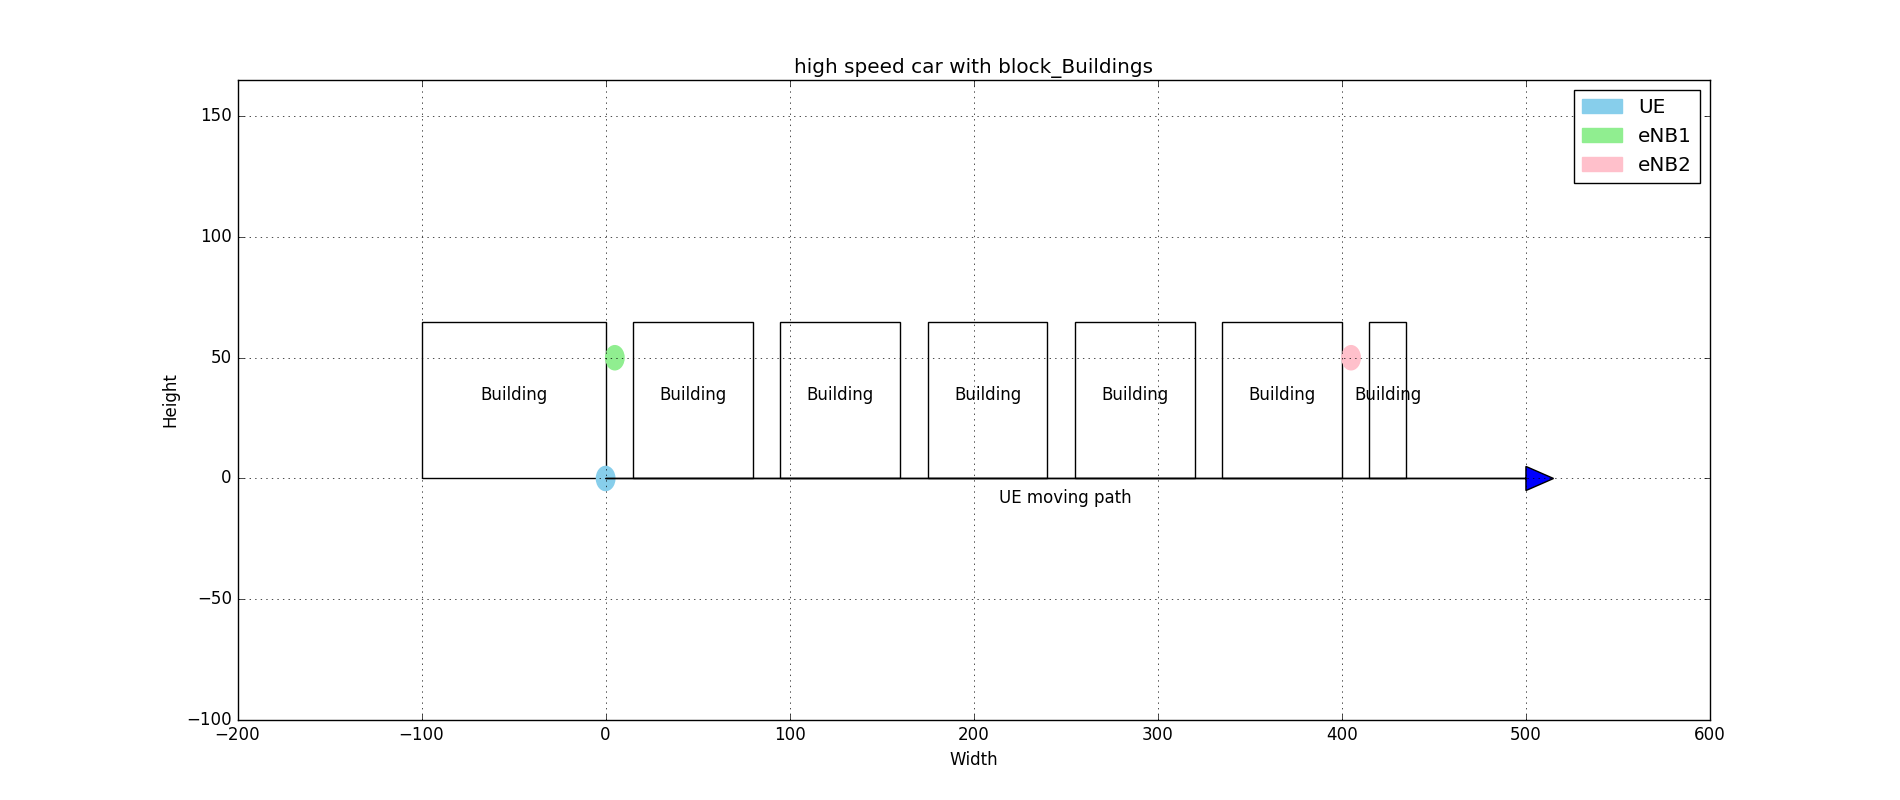 high speed car with block_Buildings
UE
eNB1
eNB2
150
100
50
0
−50
−100
Height
Building
Building
Building
Building
Building
Building
Building
UE moving path
−200
−100
0
100
200
300
400
500
600
Width